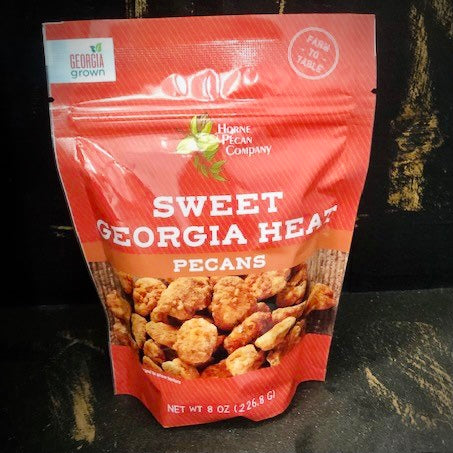 GEORGIA
grown
FARM
TO
TABLE
HORNE
PECAN
COMPANY
SWEET
GEORGIA HEAT
PECANS
NET WT 8 OZ (226.8 G)